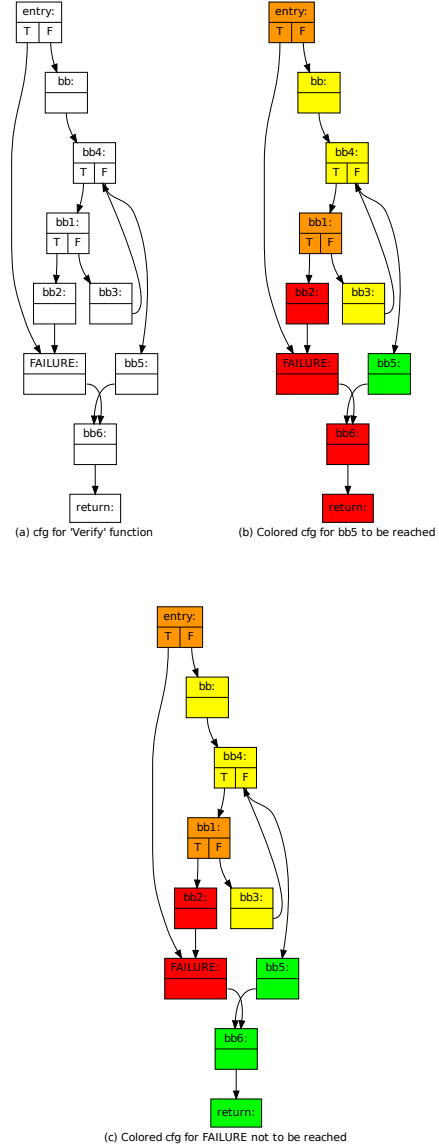 entry:
T F
bb:
bb4:
T F
bb1:
T F
bb2:
bb3:
FAILURE:
bb5:
bb6:
return:
(a) cfg for 'Verify' function
entry:
T F
bb:
bb4:
T F
bb1:
T F
bb2:
bb3:
FAILURE:
bb5:
bb6:
return:
(b) Colored cfg for bb5 to be reached
entry:
T F
bb:
bb4:
T F
bb1:
T F
bb2:
bb3:
FAILURE:
bb5:
bb6:
return:
(c) Colored cfg for FAILURE not to be reached